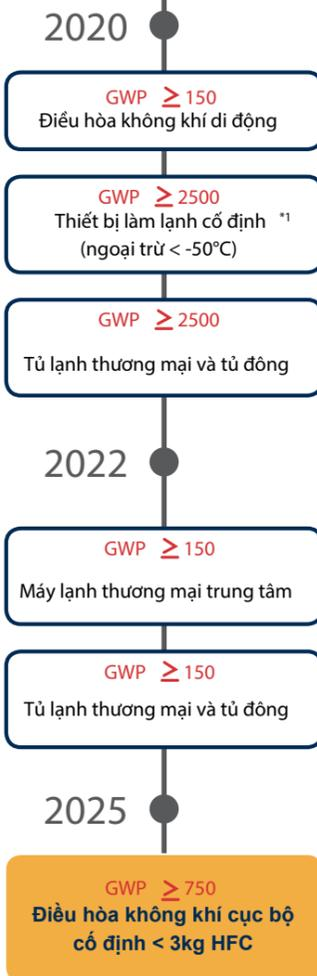 2020
GWP ≥ 150
Điều hòa không khí di động
GWP ≥ 2500
Thiết bị làm lạnh cố định *1
(ngoại trừ < -50°C)
GWP ≥ 2500
Tủ lạnh thương mại và tủ đông
2022
GWP ≥ 150
Máy lạnh thương mại trung tâm
GWP ≥ 150
Tủ lạnh thương mại và tủ đông
2025
GWP ≥ 750
Điều hòa không khí cục bộ
cố định < 3kg HFC